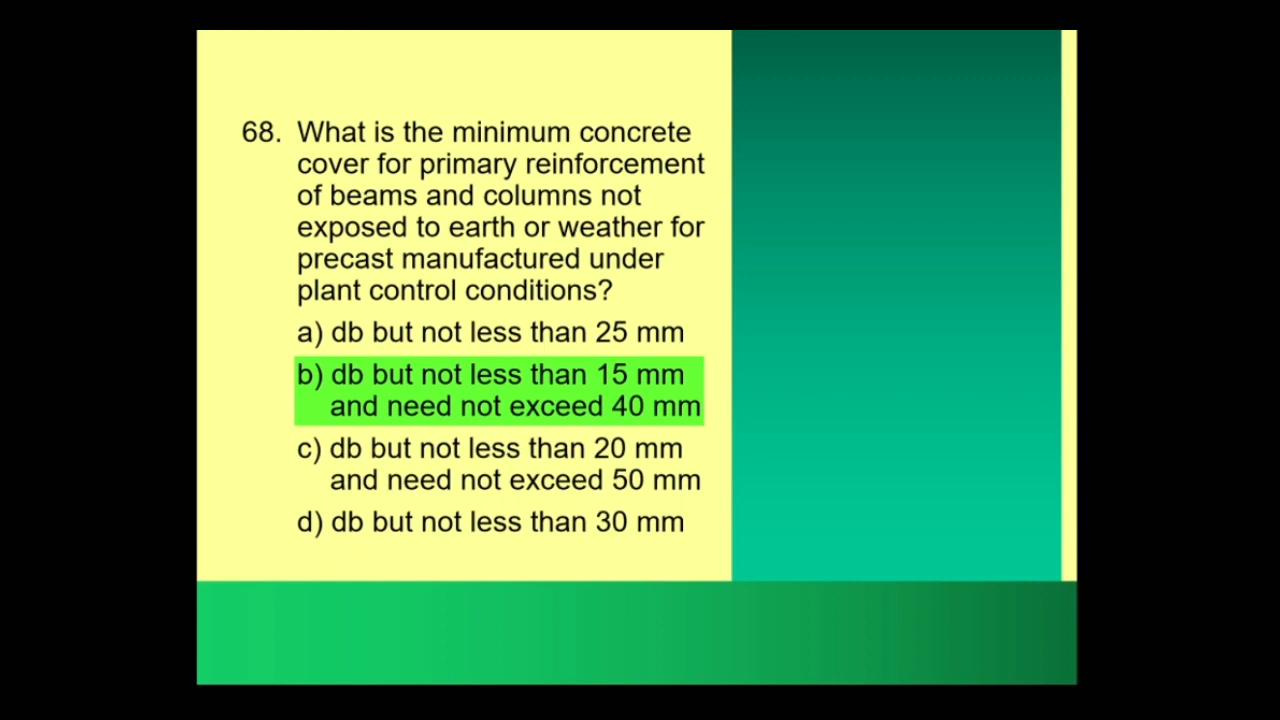 68. What is the minimum concrete
cover for primary reinforcement
of beams and columns not
exposed to earth or weather for
precast manufactured under
plant control conditions?
a) db but not less than 25 mm
b) db but not less than 15 mm
and need not exceed 40 mm
c) db but not less than 20 mm
and need not exceed 50 mm
d) db but not less than 30 mm